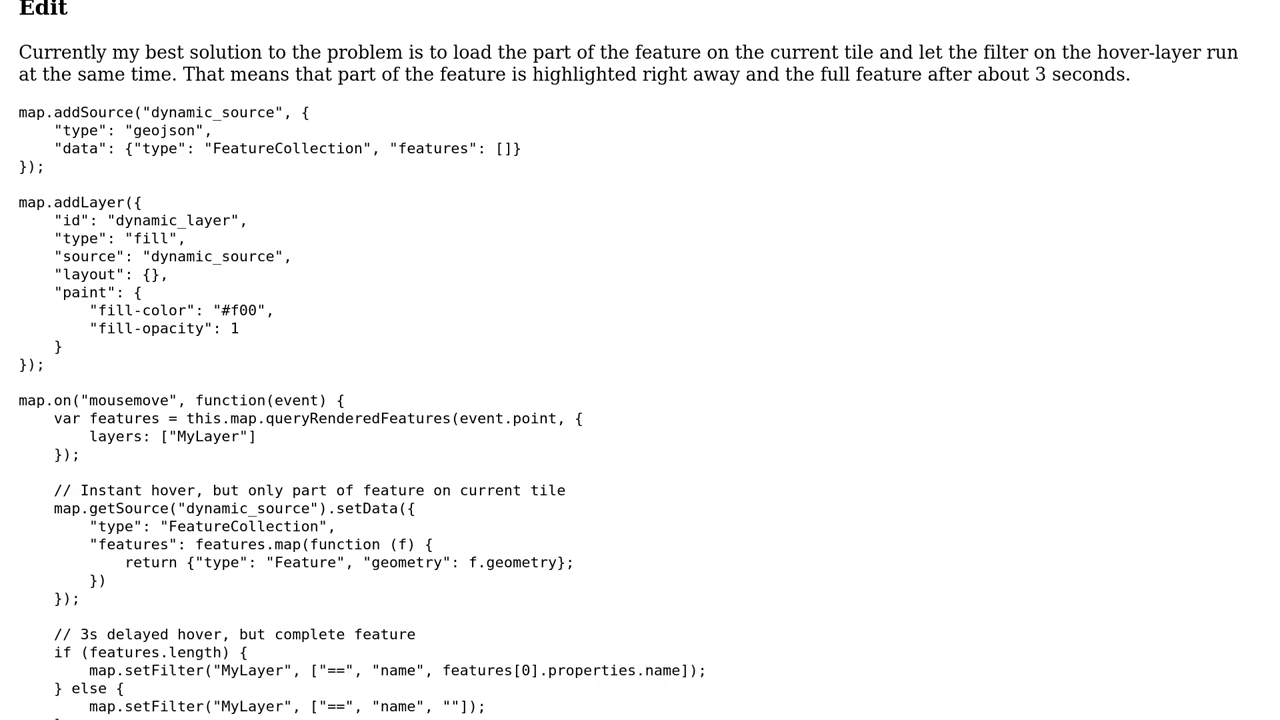 Edit
Currently my best solution to the problem is to load the part of the feature on the current tile and let the filter on the hover-layer run
at the same time. That means that part of the feature is highlighted right away and the full feature after about 3 seconds.
map.addSource("dynamic_source", {
    "type": "geojson",
    "data": {"type": "FeatureCollection", "features": []}
});
map.addLayer({
    "id": "dynamic_layer",
    "type": "fill",
    "source": "dynamic_source",
    "layout": {},
    "paint": {
        "fill-color": "#f00",
        "fill-opacity": 1
    }
});
map.on("mousemove", function(event) {
    var features = this.map.queryRenderedFeatures(event.point, {
        layers: ["MyLayer"]
    });
    // Instant hover, but only part of feature on current tile
    map.getSource("dynamic_source").setData({
        "type": "FeatureCollection",
        "features": features.map(function (f) {
            return {"type": "Feature", "geometry": f.geometry};
        })
    });
    // 3s delayed hover, but complete feature
    if (features.length) {
        map.setFilter("MyLayer", ["==", "name", features[0].properties.name]);
    } else {
        map.setFilter("MyLayer", ["==", "name", ""]);